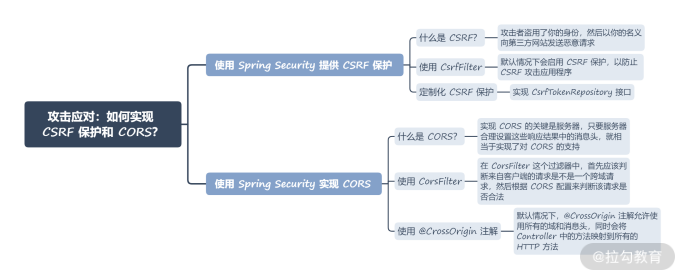 攻击应对：如何实现
CSRF 保护和 CORS？
使用 Spring Security 提供 CSRF 保护
什么是 CSRF？
攻击者盗用了你的身份，然后以你的名义
向第三方网站发送恶意请求
使用 CsrfFilter
默认情况下会启用 CSRF 保护，以防止
CSRF 攻击应用程序
定制化 CSRF 保护
实现 CsrfTokenRepository 接口
使用 Spring Security 实现 CORS
什么是 CORS？
实现 CORS 的关键是服务器，只要服务器
合理设置这些响应结果中的消息头，就相
当于实现了对 CORS 的支持
使用 CorsFilter
在 CorsFilter 这个过滤器中，首先应该判
断来自客户端的请求是不是一个跨域请
求，然后根据 CORS 配置来判断该请求是
否合法
使用 @CrossOrigin 注解
默认情况下，@CrossOrigin 注解允许使
用所有的域和消息头，同时会将
Controller 中的方法映射到所有的
HTTP 方法
@拉勾教育